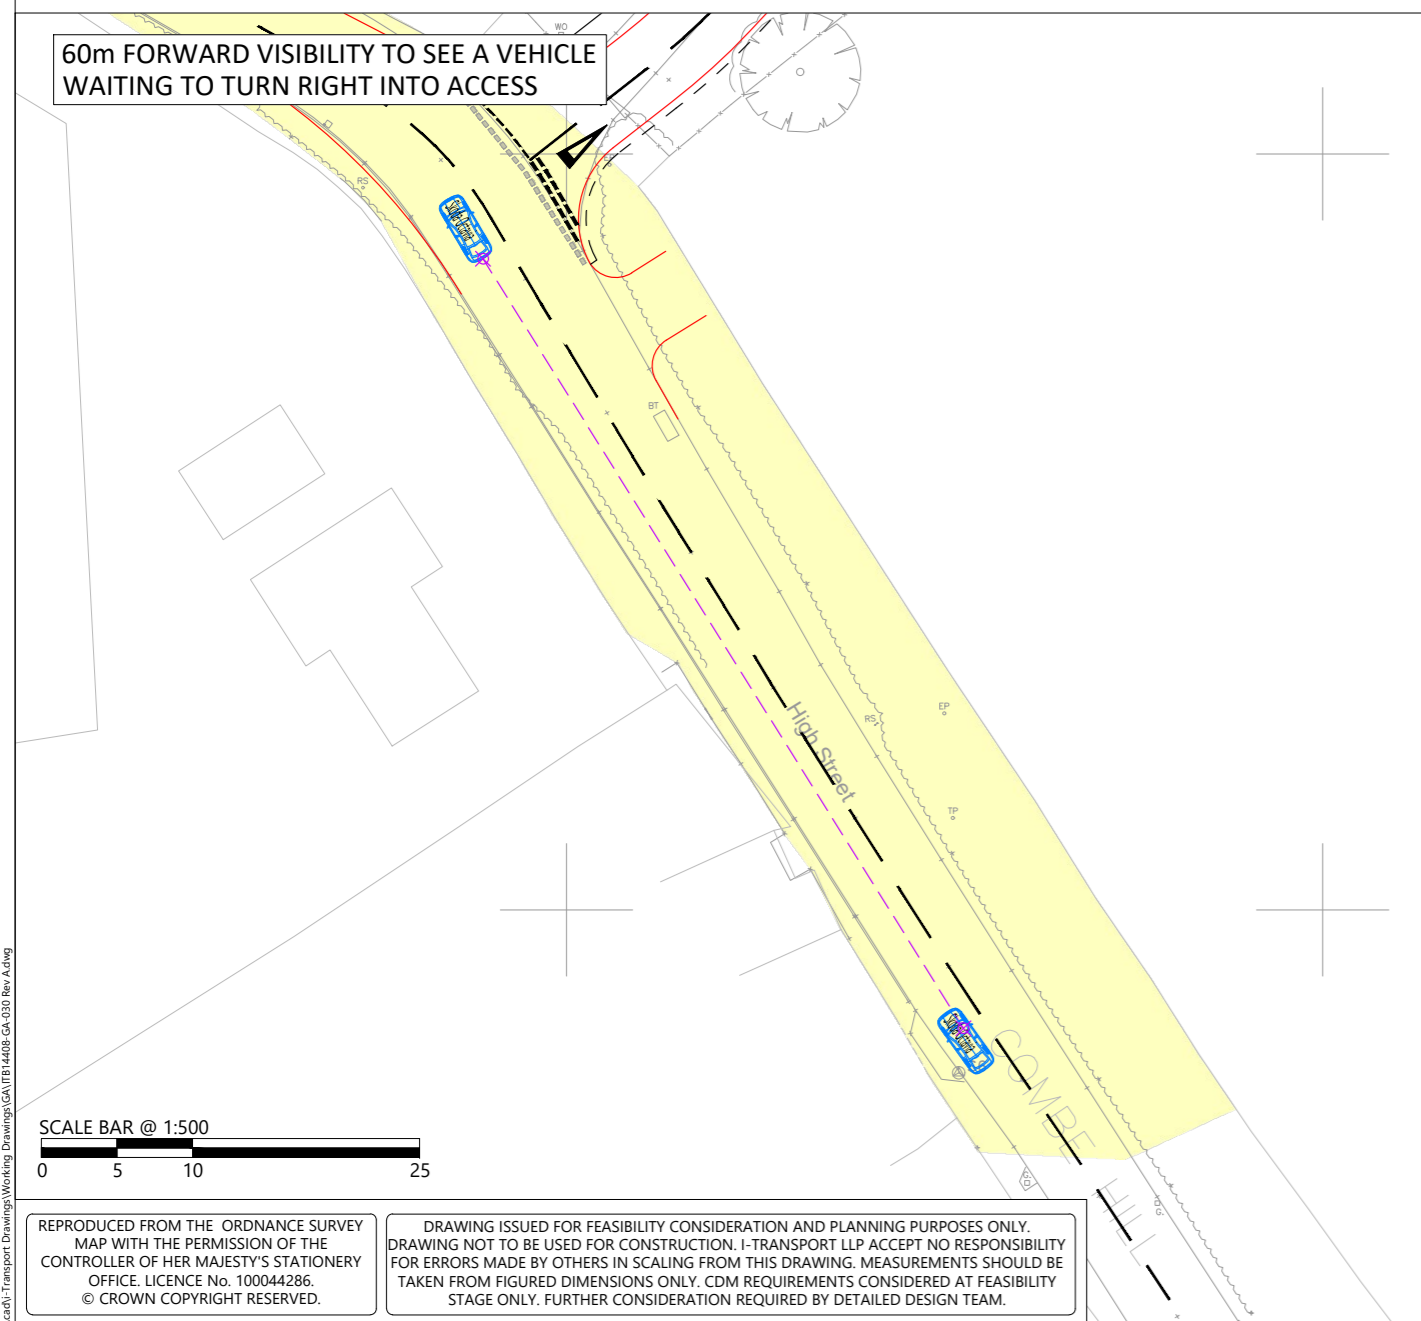 60m FORWARD VISIBILITY TO SEE A VEHICLE
WAITING TO TURN RIGHT INTO ACCESS
WO
EP
RS
BT
High Street
RS
EP
TP
COMBE HILL
G
G
SCALE BAR @ 1:500
0 5 10 25
REPRODUCED FROM THE ORDNANCE SURVEY
MAP WITH THE PERMISSION OF THE
CONTROLLER OF HER MAJESTY'S STATIONERY
OFFICE. LICENCE No. 100044286.
© CROWN COPYRIGHT RESERVED.
DRAWING ISSUED FOR FEASIBILITY CONSIDERATION AND PLANNING PURPOSES ONLY.
DRAWING NOT TO BE USED FOR CONSTRUCTION. I-TRANSPORT LLP ACCEPT NO RESPONSIBILITY
FOR ERRORS MADE BY OTHERS IN SCALING FROM THIS DRAWING. MEASUREMENTS SHOULD BE
TAKEN FROM FIGURED DIMENSIONS ONLY. CDM REQUIREMENTS CONSIDERED AT FEASIBILITY
STAGE ONLY. FURTHER CONSIDERATION REQUIRED BY DETAILED DESIGN TEAM.
.cad\i-Transport Drawings\Working Drawings\GA\ITB14408-GA-030 Rev A.dwg